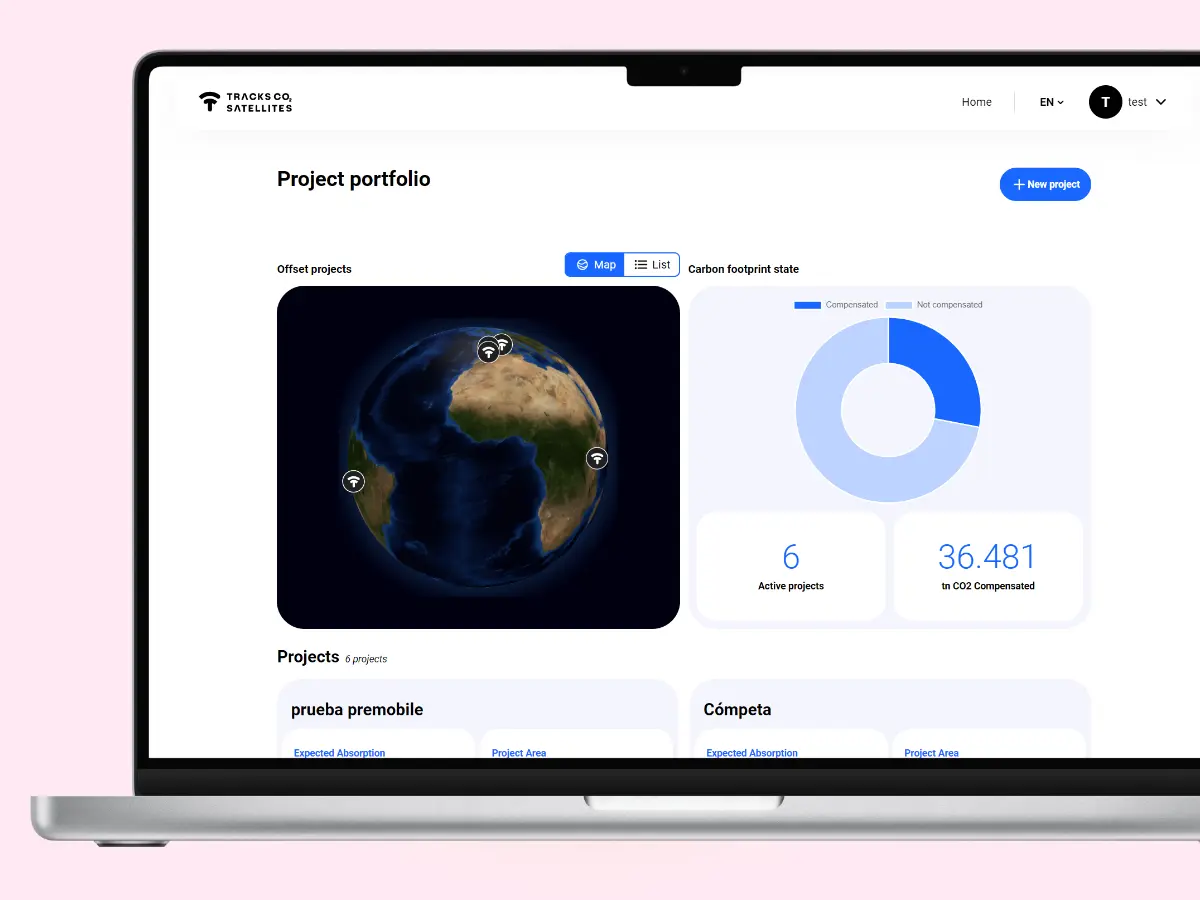 TRACKS CO₂
SATELLITES
Home
EN
T
test
Project portfolio
New project
Offset projects
Map
List
Carbon footprint state
Compensated
Not compensated
6
Active projects
36.481
tn CO2 Compensated
Projects 6 projects
prueba premobile
Cómpeta
Expected Absorption
Project Area
Expected Absorption
Project Area